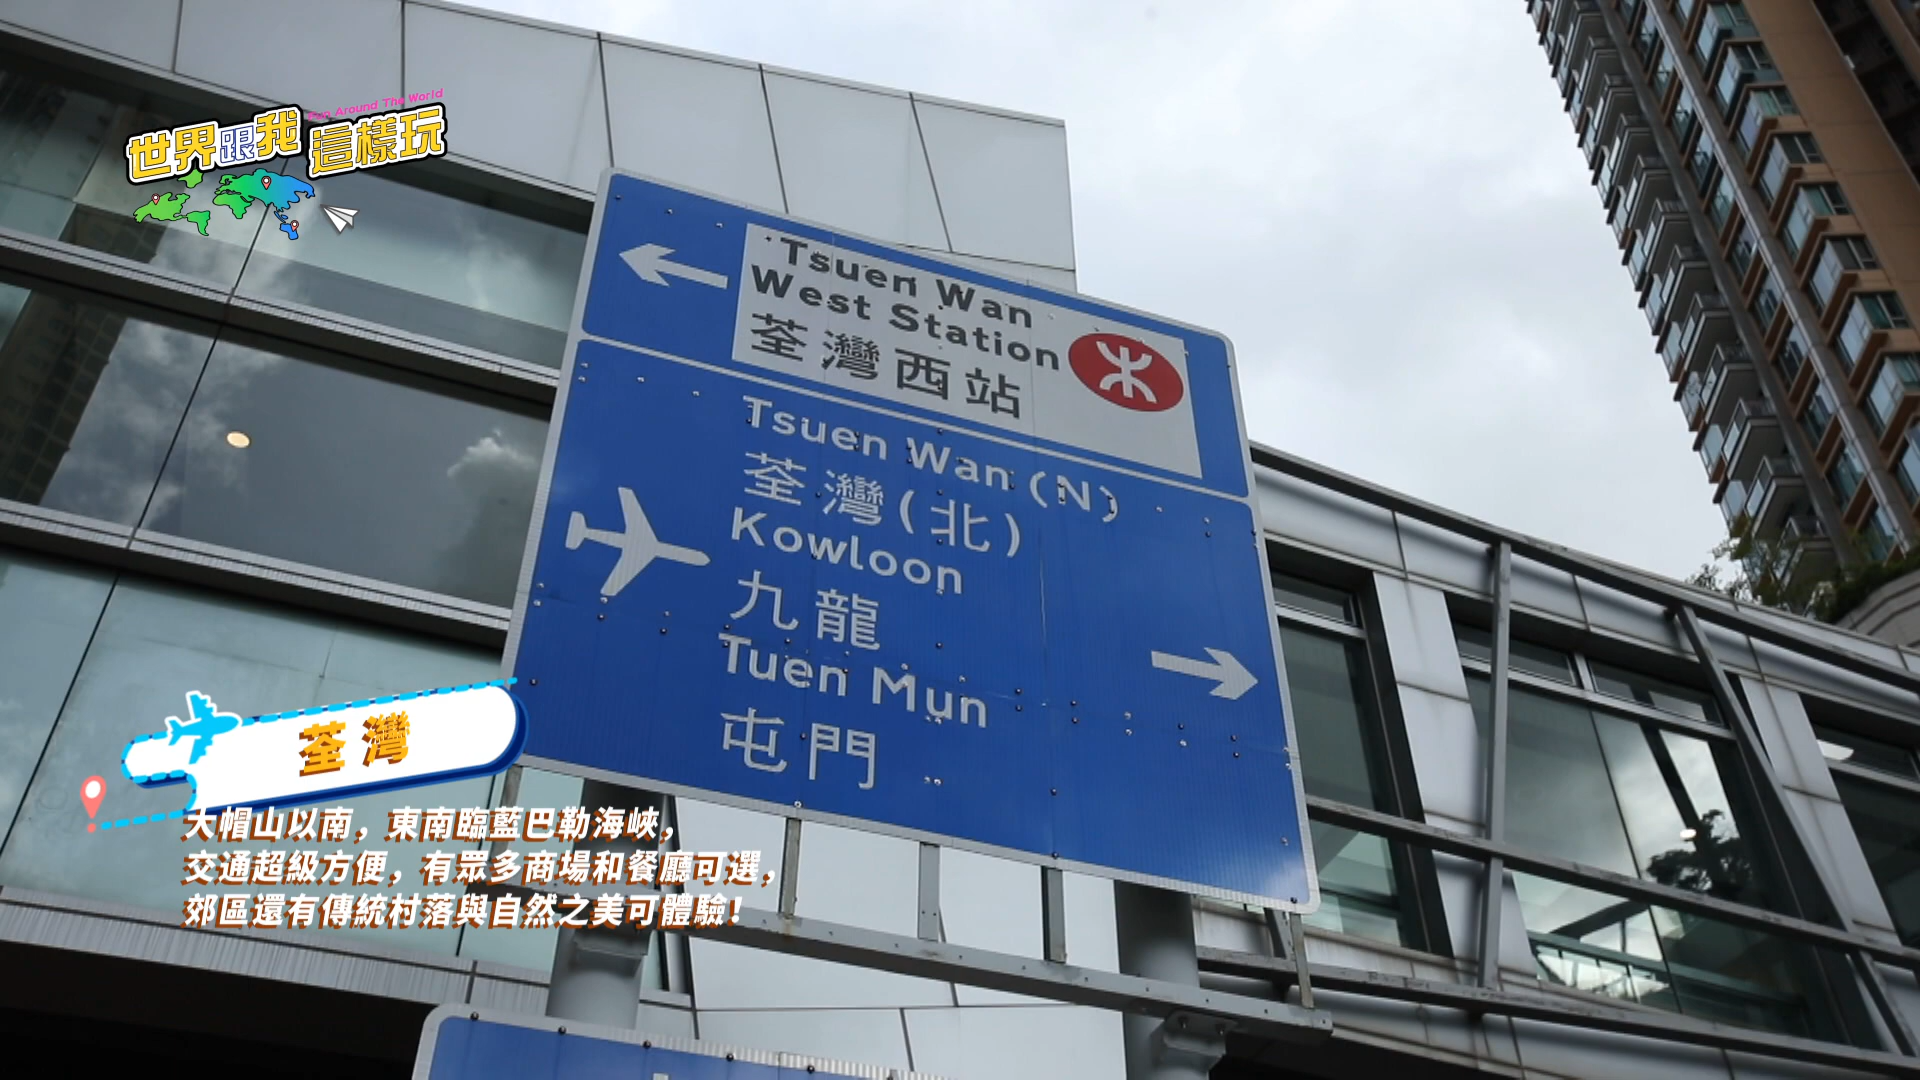 Fun Around The World
世界跟我這樣玩
Tsuen Wan
West Station
荃灣西站
Tsuen Wan (N)
荃灣(北)
Kowloon
九龍
Tuen Mun
屯門
荃灣
大帽山以南，東南臨藍巴勒海峽，
交通超級方便，有眾多商場和餐廳可選，
郊區還有傳統村落與自然之美可體驗！